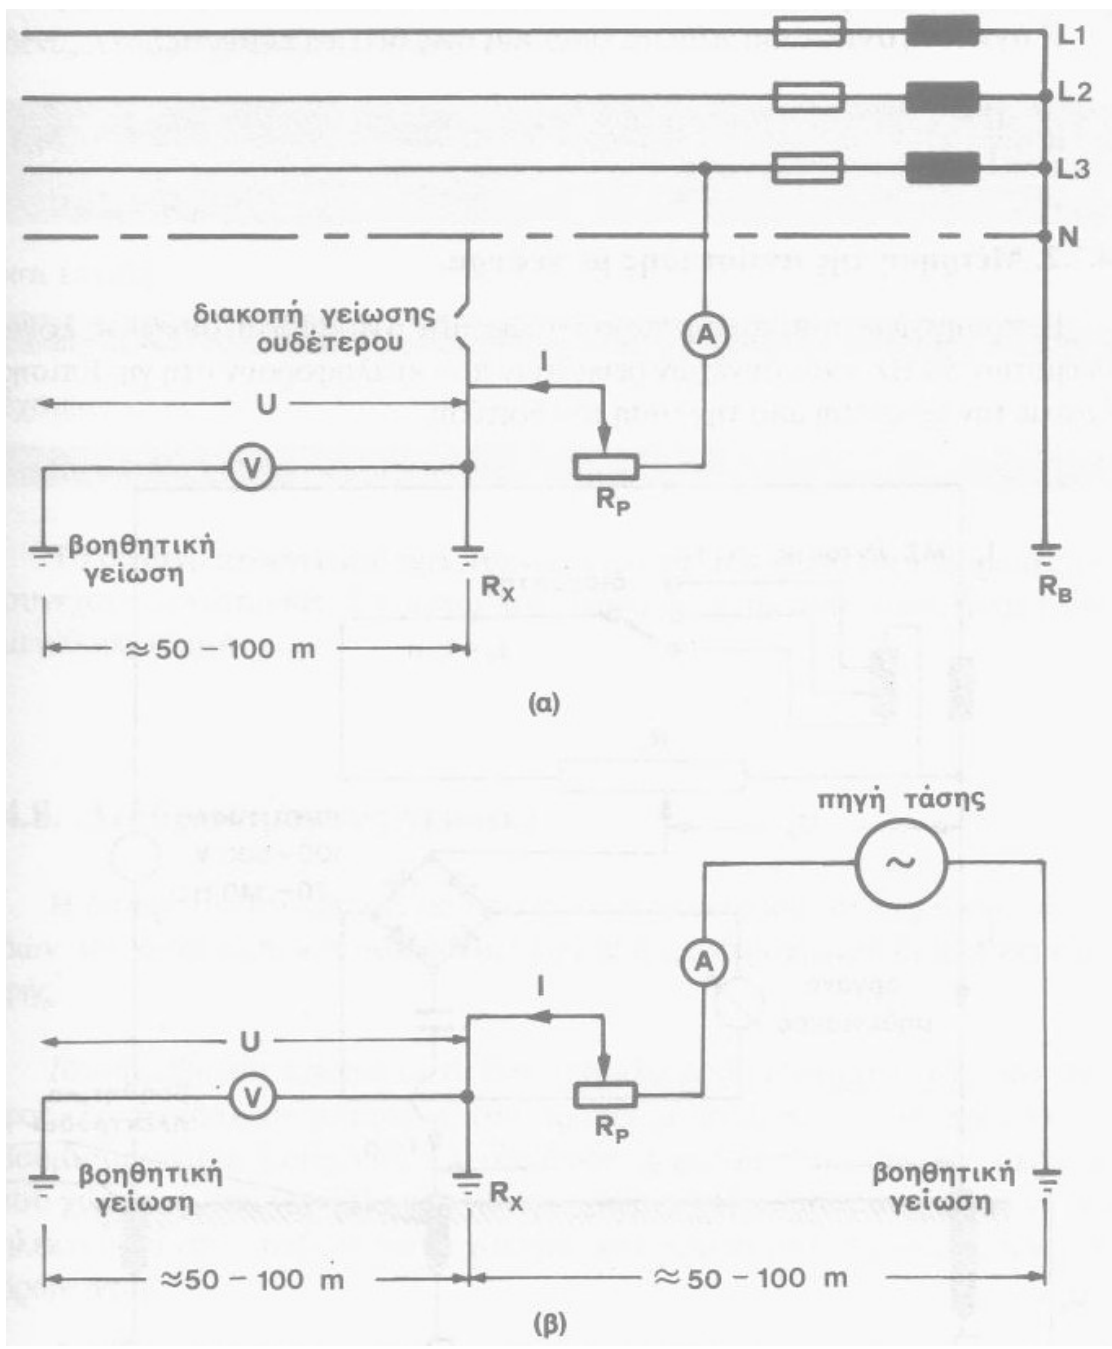 L1
L2
L3
N
διακοπή γείωσης
ουδέτερου
A
I
U
V
R_P
βοηθητική
γείωση
R_X
R_B
≈50 – 100 m
(α)
πηγή τάσης
~
A
I
U
V
R_P
βοηθητική
γείωση
R_X
βοηθητική
γείωση
≈50 – 100 m
≈50 – 100 m
(β)